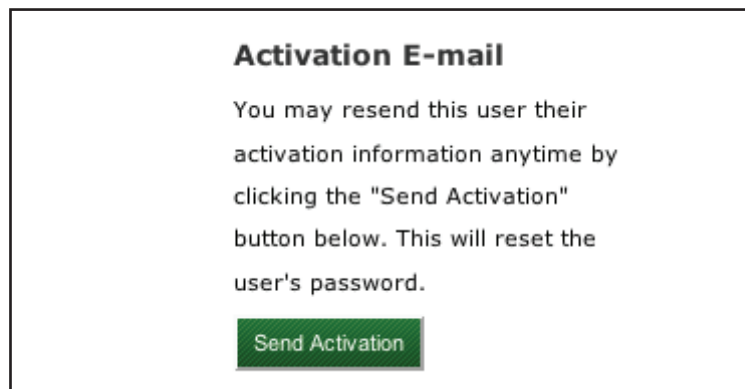 Activation E-mail
You may resend this user their
activation information anytime by
clicking the "Send Activation"
button below. This will reset the
user's password.
Send Activation